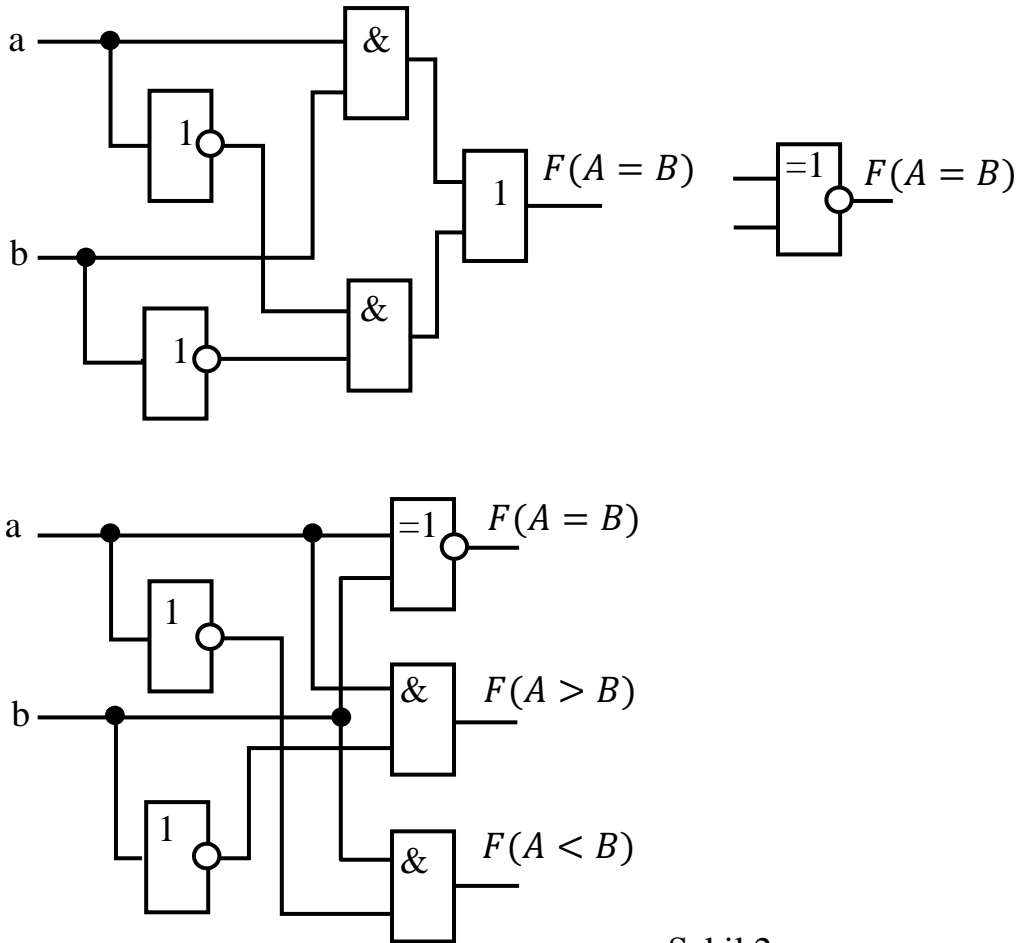 a
&
1
1
F(A = B)
=1
F(A = B)
b
&
1
a
=1
F(A = B)
1
&
F(A > B)
b
1
&
F(A < B)